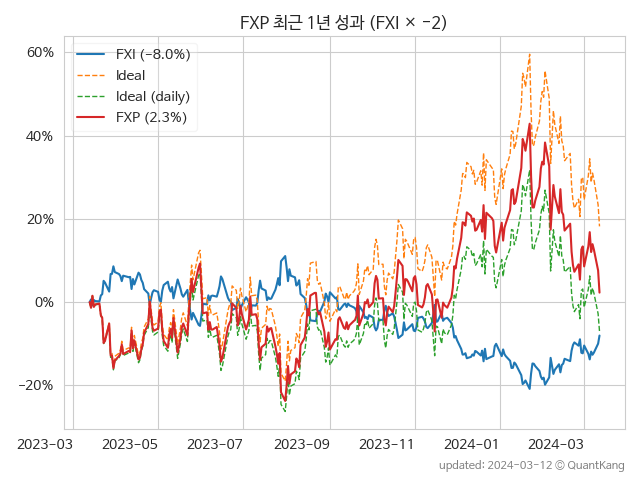 FXP 최근 1년 성과 (FXI × −2)
FXI (−8.0%)
Ideal
Ideal (daily)
FXP (2.3%)
60%
40%
20%
0%
−20%
2023-03
2023-05
2023-07
2023-09
2023-11
2024-01
2024-03
updated: 2024-03-12 © QuantKang